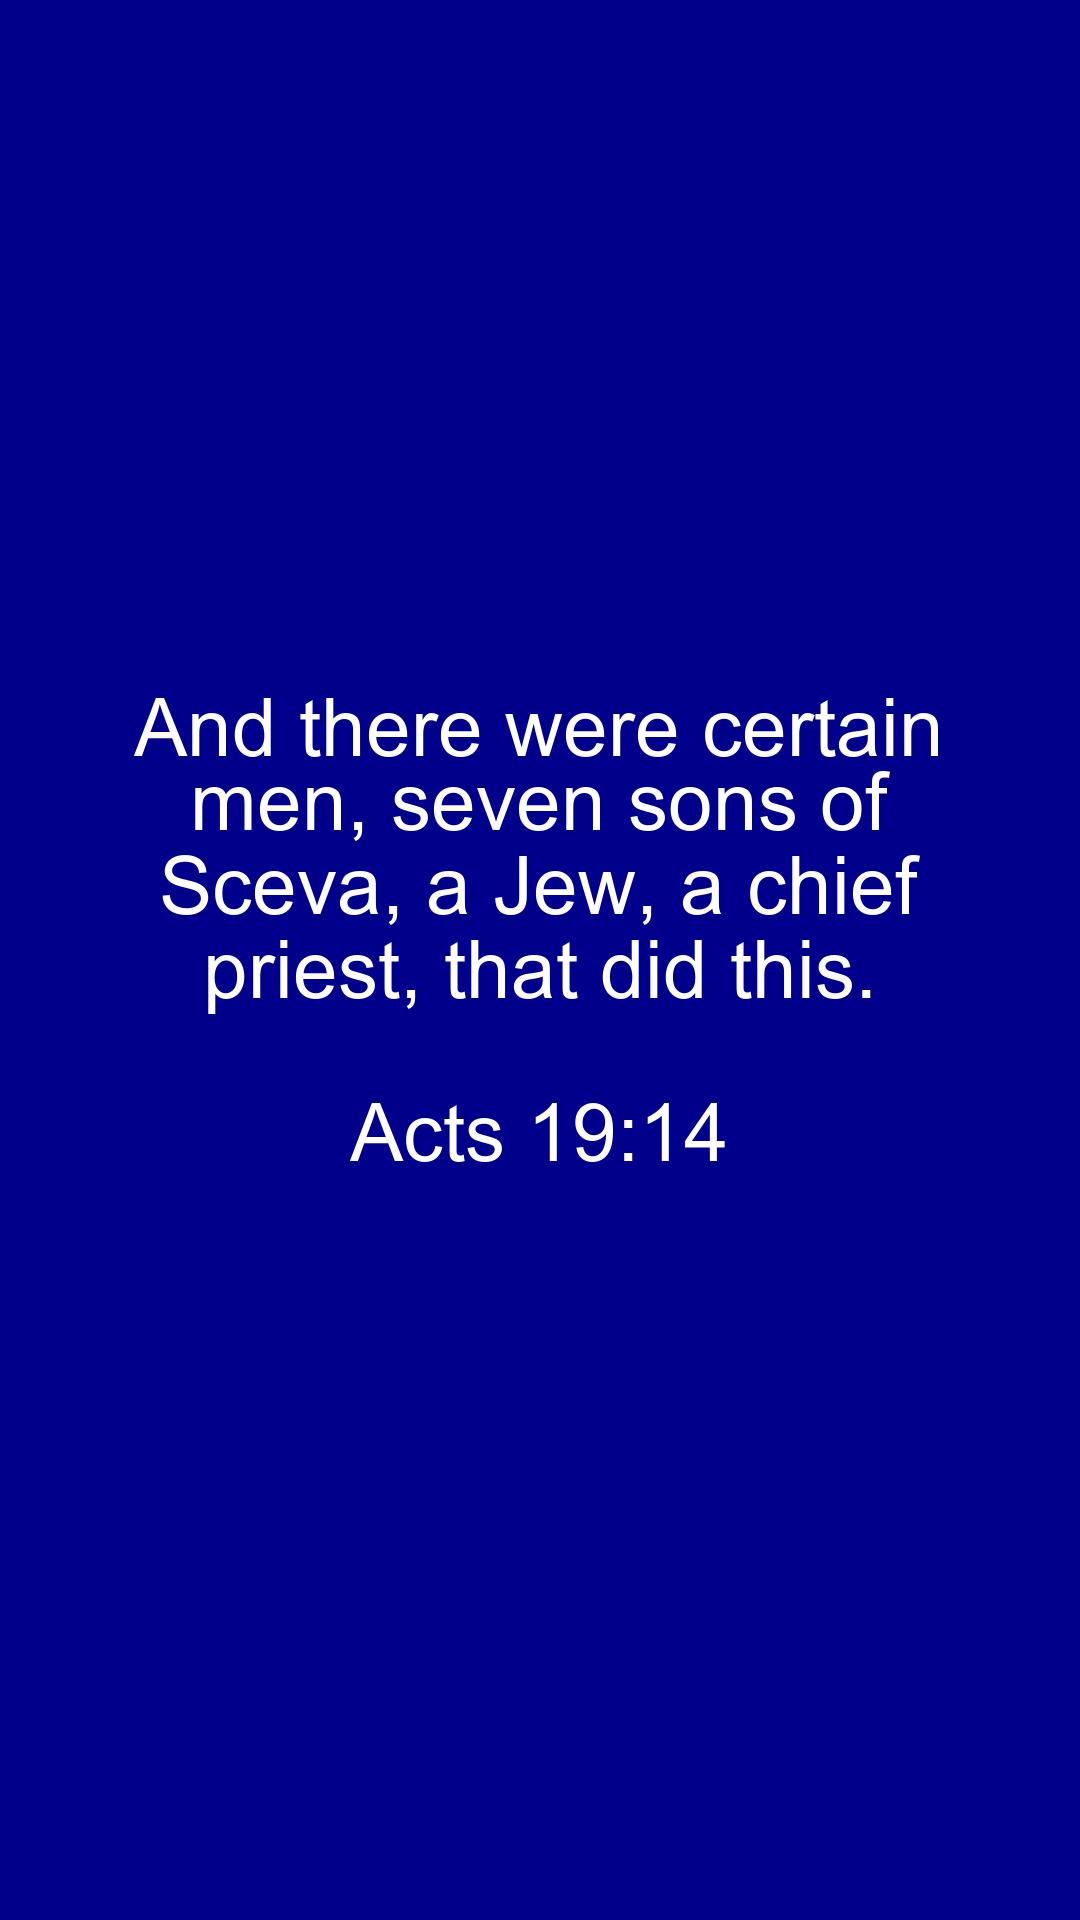 And there were certain
men, seven sons of
Sceva, a Jew, a chief
priest, that did this.
Acts 19:14